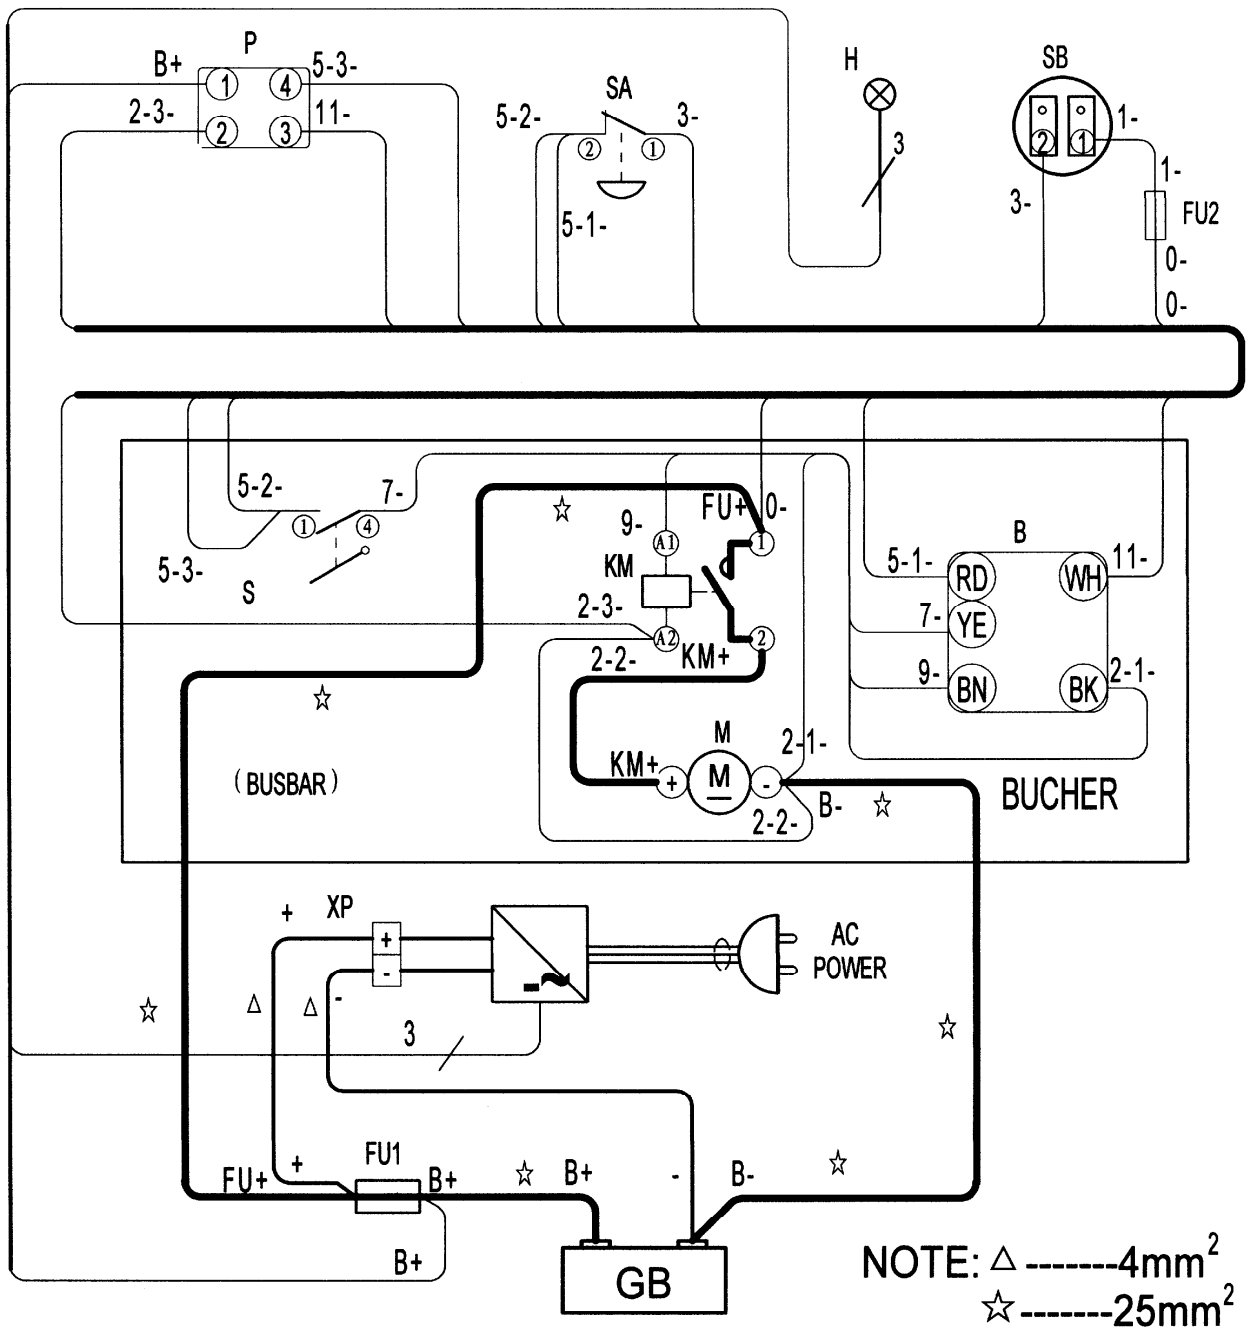 P
B+
5-3-
1
4
2-3-
11-
2
3
SA
5-2-
3-
2
1
5-1-
H
3
SB
2
1
1-
1-
3-
FU2
0-
0-
5-2-
7-
1
4
5-3-
S
FU+
0-
9-
A1
1
KM
2-3-
A2
2
2-2-
KM+
B
5-1-
RD
WH
11-
7-
YE
9-
BN
BK
2-1-
M
2-1-
KM+
+
M
-
B-
2-2-
(BUSBAR)
BUCHER
+
XP
+
-
-
AC
POWER
3
+
FU1
FU+
B+
B+
-
B-
B+
GB
NOTE: △ -------4mm²
☆ -------25mm²